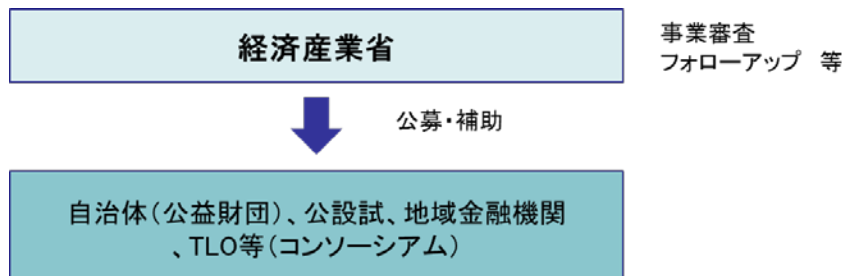 経済産業省
事業審査
フォローアップ 等
公募・補助
自治体（公益財団）、公設試、地域金融機関
、TLO等（コンソーシアム）